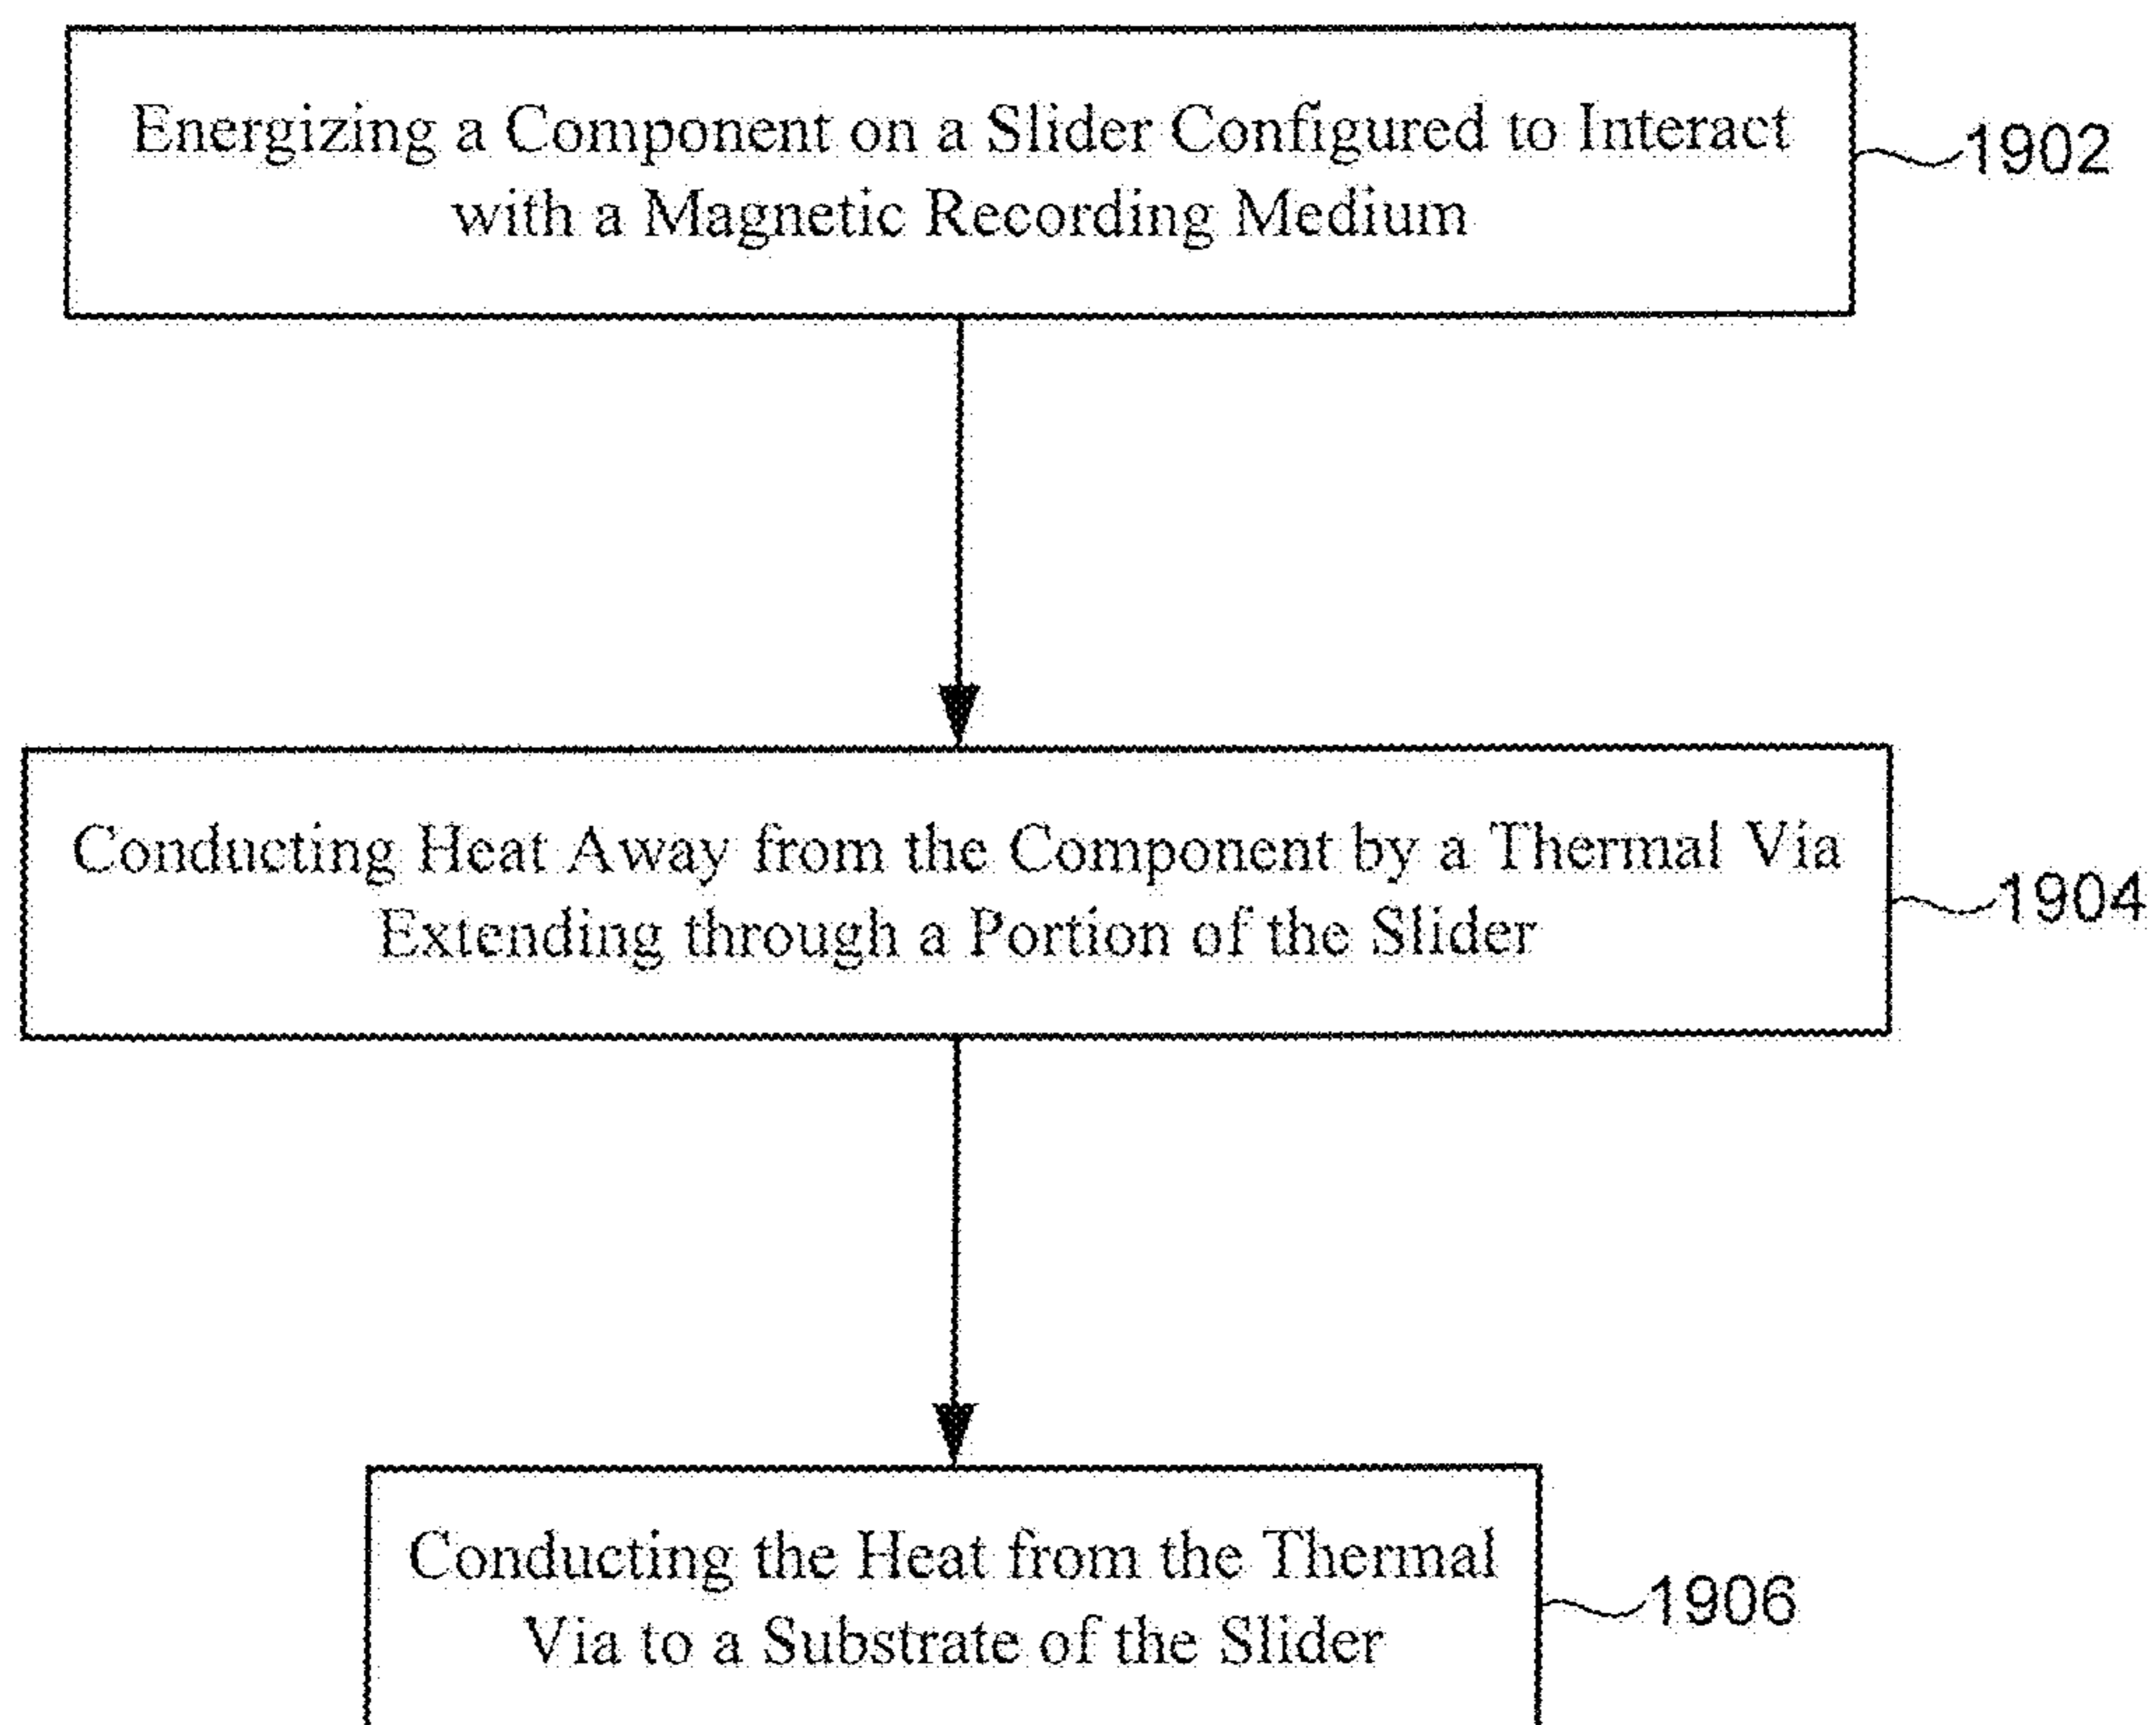 Energizing a Component on a Slider Configured to Interact
with a Magnetic Recording Medium
1902
Conducting Heat Away from the Component by a Thermal Via
Extending through a Portion of the Slider
1904
Conducting the Heat from the Thermal
Via to a Substrate of the Slider
1906